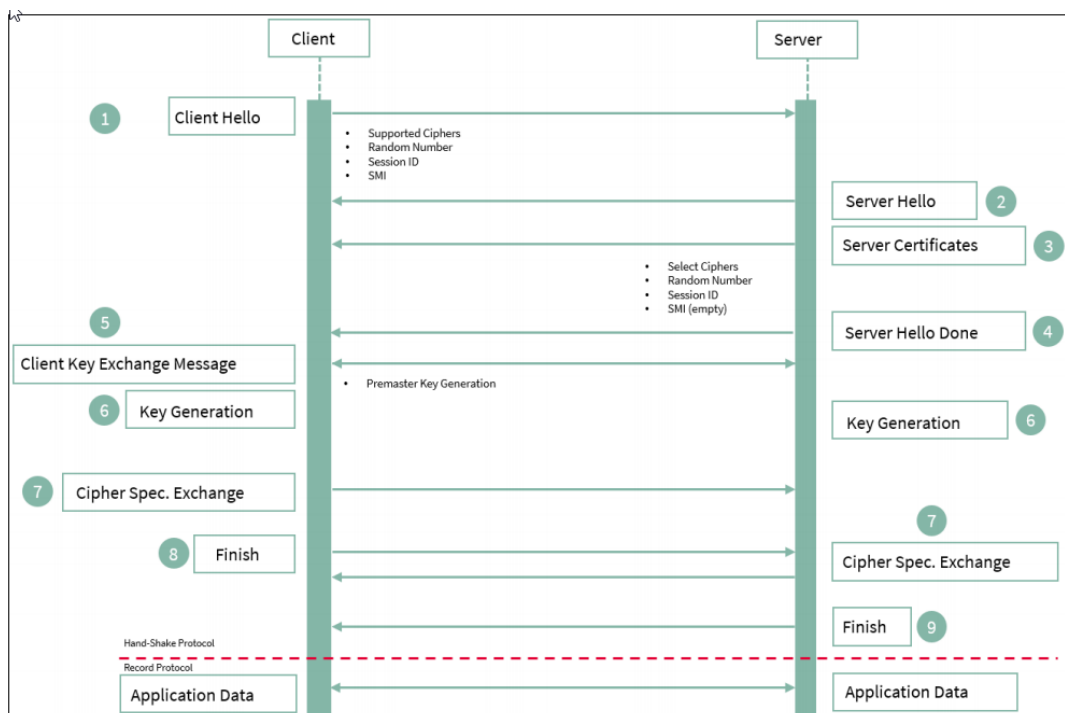 Client
Server
1
Client Hello
• Supported Ciphers
• Random Number
• Session ID
• SMI
Server Hello
2
Server Certificates
3
• Select Ciphers
• Random Number
• Session ID
• SMI (empty)
Server Hello Done
4
5
Client Key Exchange Message
• Premaster Key Generation
6
Key Generation
Key Generation
6
7
Cipher Spec. Exchange
7
Cipher Spec. Exchange
8
Finish
Finish
9
Hand-Shake Protocol
Record Protocol
Application Data
Application Data